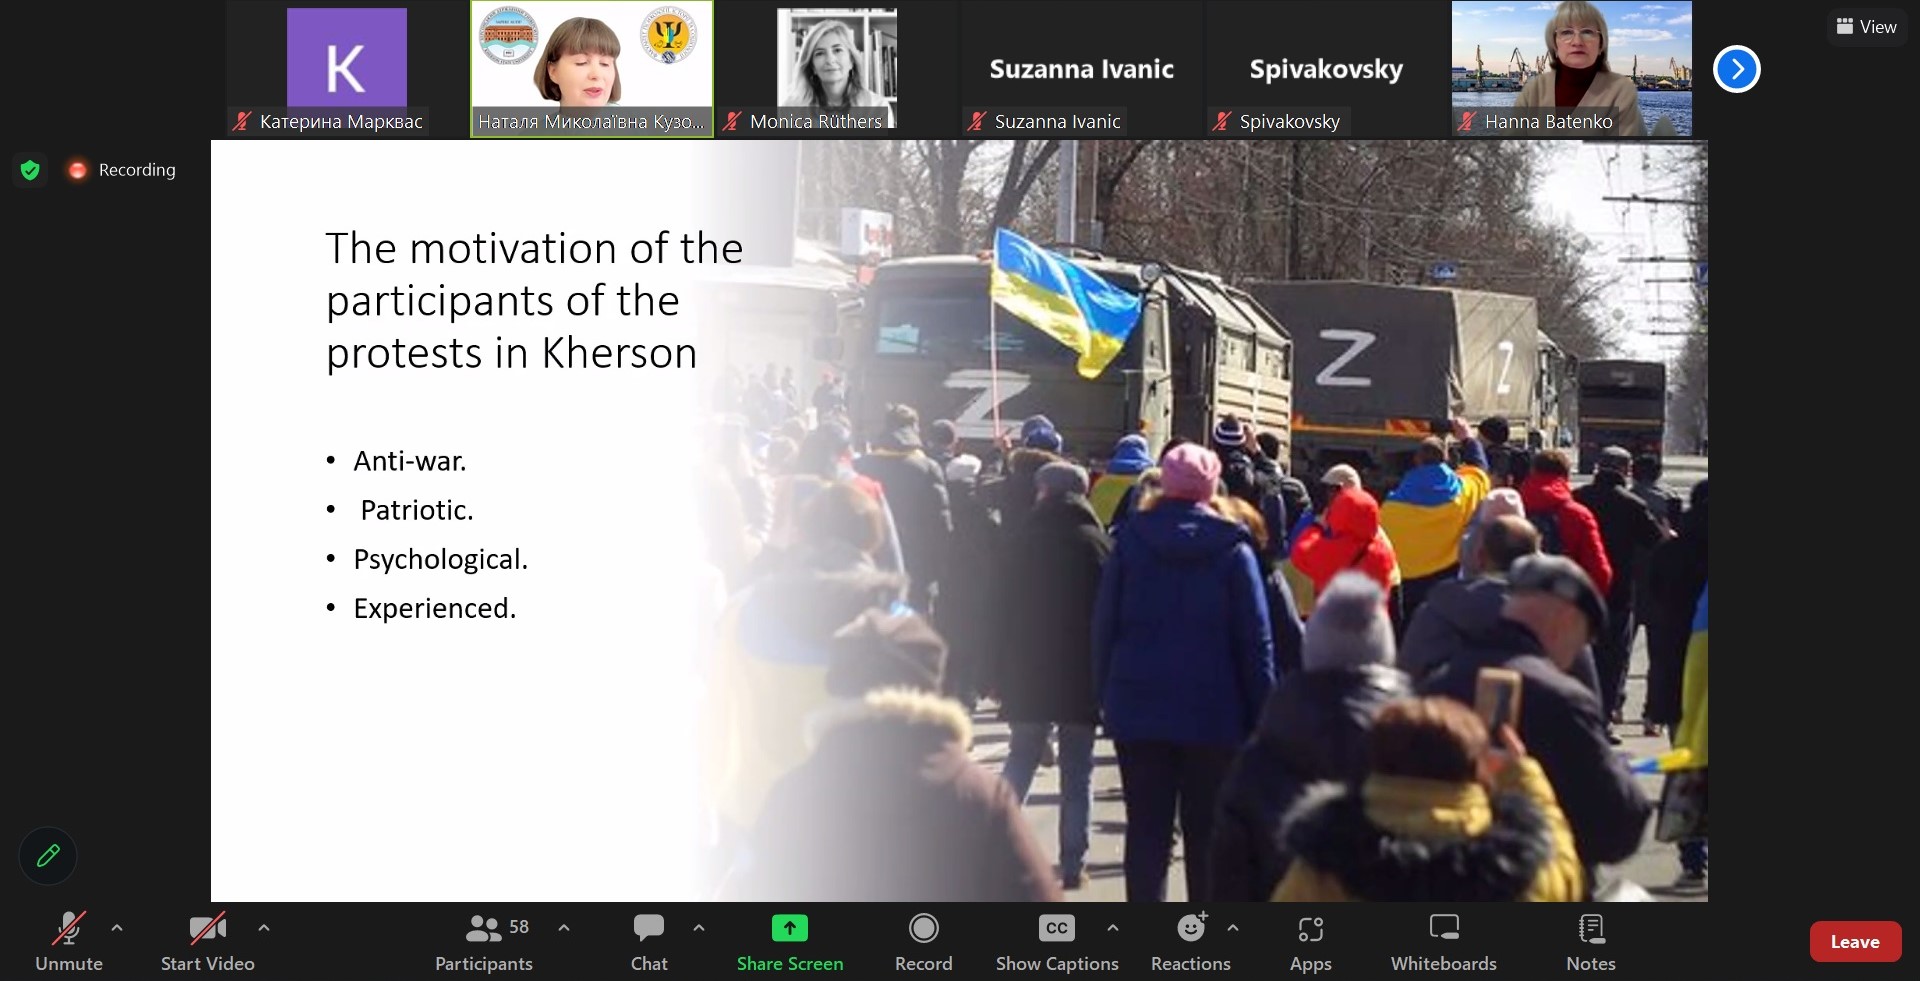 K
Катерина Марквас
Наталя Миколаївна Кузо...
Monica Rüthers
Suzanna Ivanic
Suzanna Ivanic
Spivakovsky
Spivakovsky
Hanna Batenko
View
Recording
The motivation of the
participants of the
protests in Kherson
• Anti-war.
• Patriotic.
• Psychological.
• Experienced.
Z
Z
Z
Unmute
Start Video
58
Participants
Chat
Share Screen
Record
CC
Show Captions
Reactions
Apps
Whiteboards
Notes
Leave